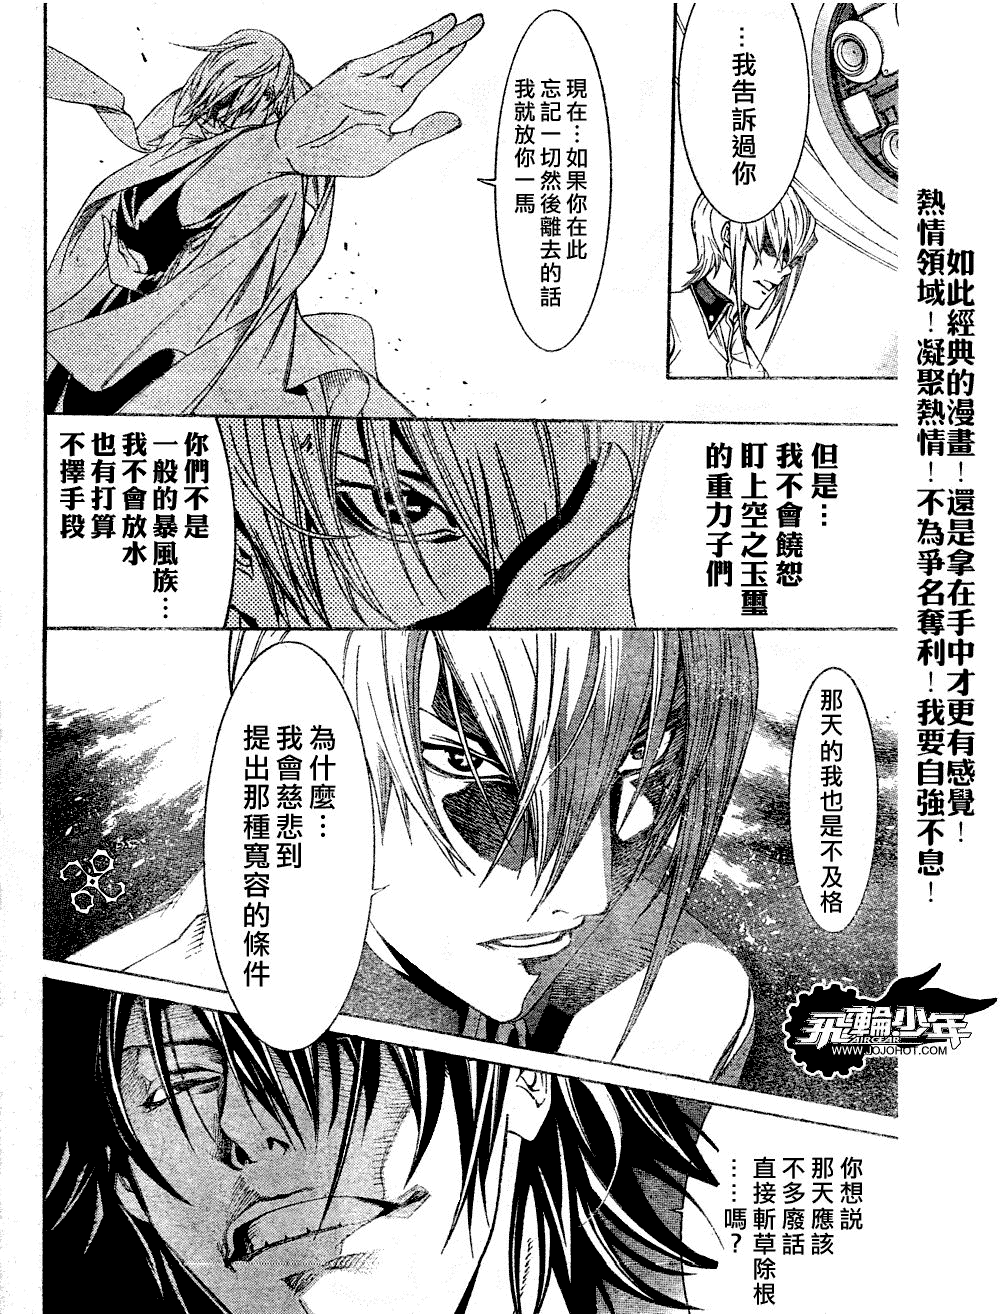 …我告訴過你
現在…如果你在此
忘記一切然後離去的話
我就放你一馬
但是…
我不會饒恕
盯上空之玉璽
的重力子們
你們不是
一般的暴風族…
我不會放水
也有打算
不擇手段
那天的我也是不及格
為什麼…
我會慈悲到
提出那種寬容的條件
你想說
那天應該
不多廢話
直接斬草除根
……嗎？
如此經典的漫畫！還是拿在手中才更有感覺！
熱情領域！凝聚熱情！不為爭名奪利！我要自強不息！
飛輪少年
AIR GEAR
WWW.JOJOHOT.COM